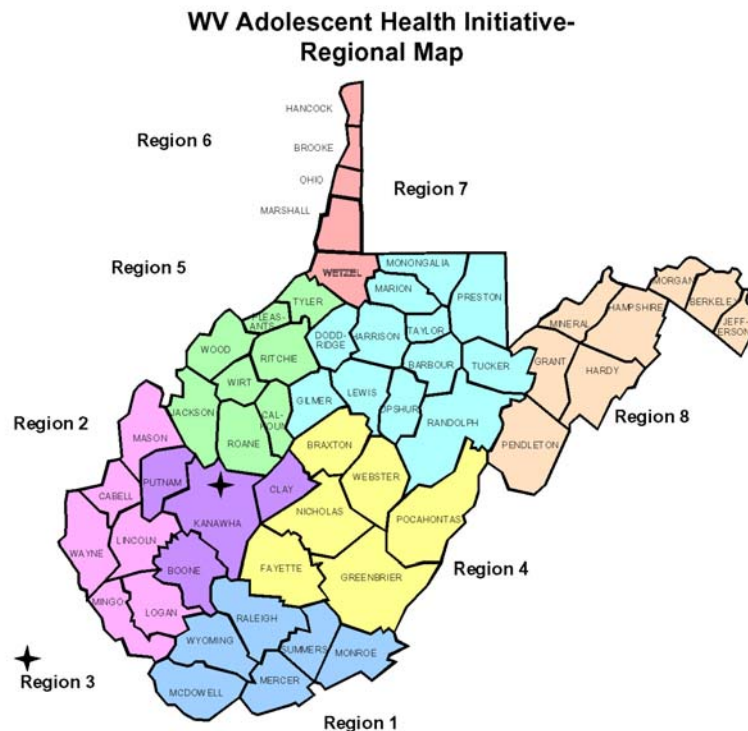 WV Adolescent Health Initiative-
Regional Map
HANCOCK
Region 6
BROOKE
OHIO
Region 7
MARSHALL
Region 5
WETZEL
MONONGALIA
MARION
PRESTON
MORGAN
BERKELEY
JEFF-
ERSON
HAMPSHIRE
MINERAL
TYLER
PLEAS-
ANTS
WOOD
RITCHIE
DODD-
RIDGE
HARRISON
TAYLOR
BARBOUR
TUCKER
GRANT
HARDY
WIRT
JACKSON
ROANE
CAL-
HOUN
GILMER
LEWIS
UPSHUR
RANDOLPH
Region 8
PENDLETON
Region 2
MASON
BRAXTON
WEBSTER
PUTNAM
CLAY
CABELL
KANAWHA
NICHOLAS
POCAHONTAS
WAYNE
LINCOLN
BOONE
FAYETTE
GREENBRIER
Region 4
MINGO
LOGAN
RALEIGH
WYOMING
SUMMERS
MONROE
Region 3
MCDOWELL
MERCER
Region 1